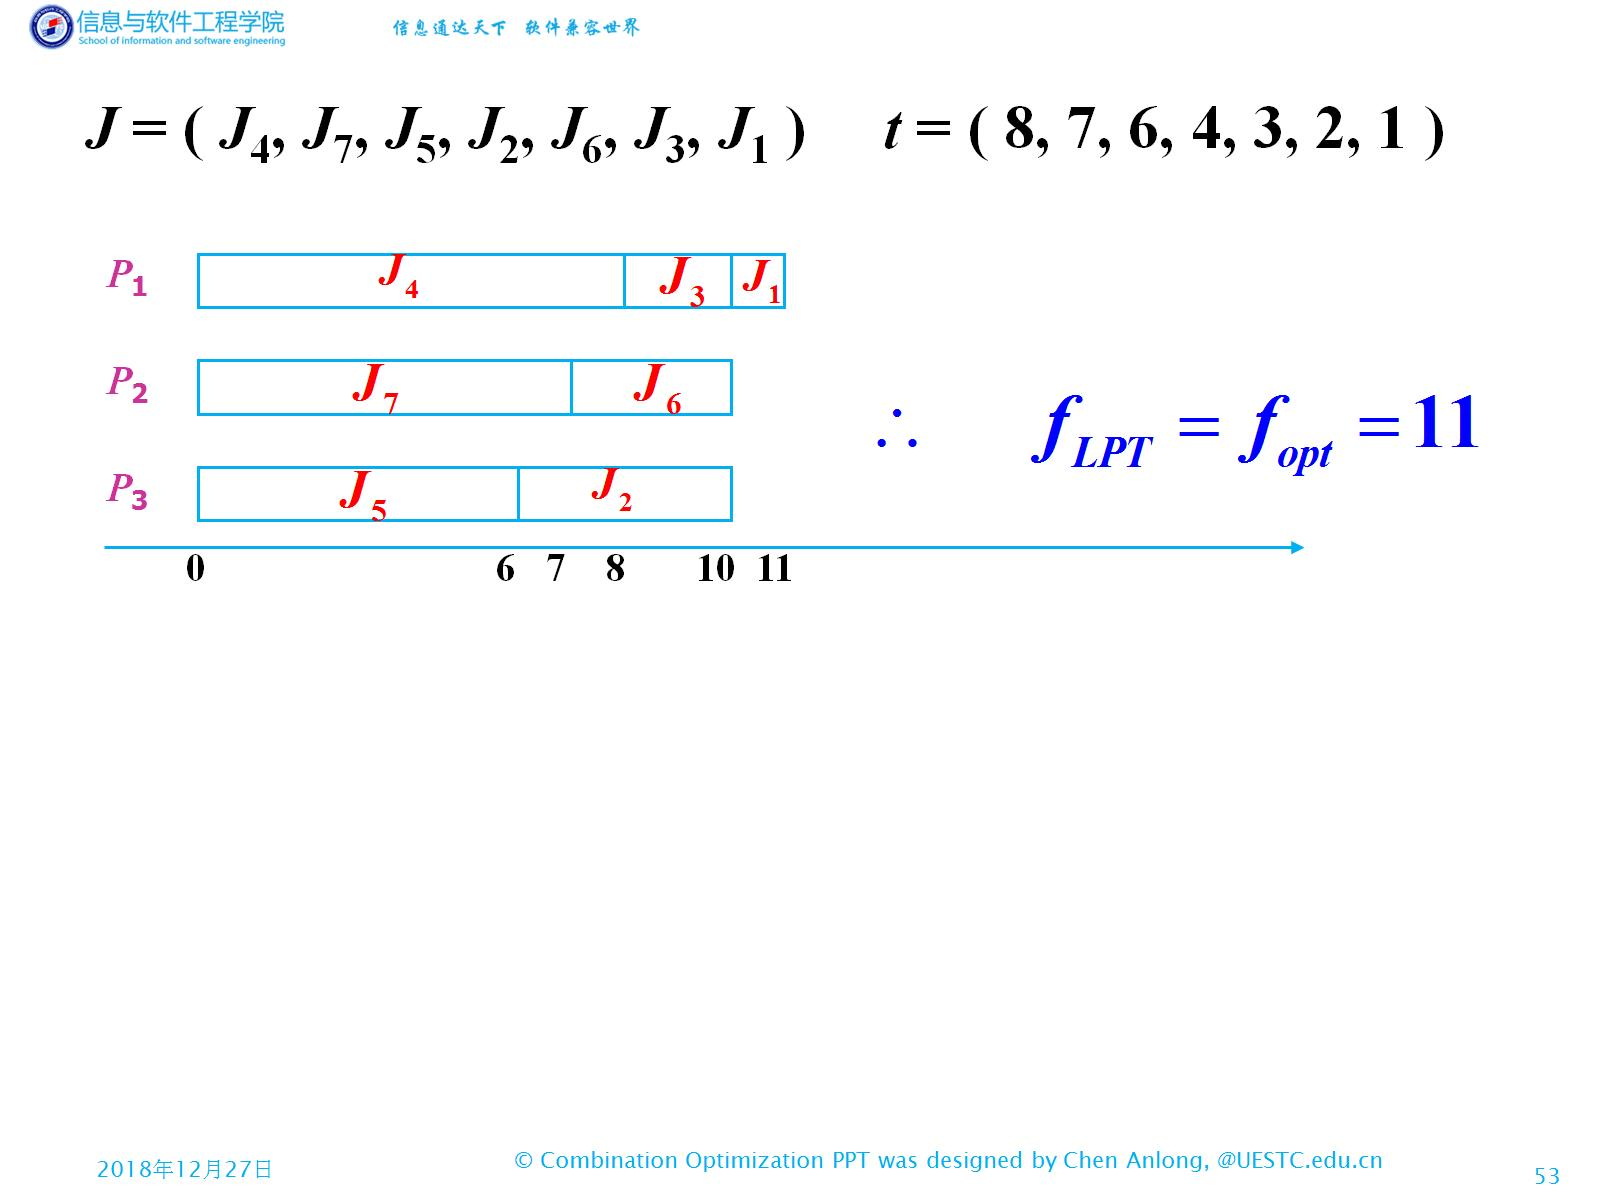 信息与软件工程学院
School of information and software engineering
信息通达天下 软件兼容世界
J = ( J4, J7, J5, J2, J6, J3, J1 ) t = ( 8, 7, 6, 4, 3, 2, 1 )
P1 J4 J3 J1
P2 J7 J6
∴ fLPT = fopt = 11
P3 J5 J2
0 6 7 8 10 11
2018年12月27日
© Combination Optimization PPT was designed by Chen Anlong, @UESTC.edu.cn
53